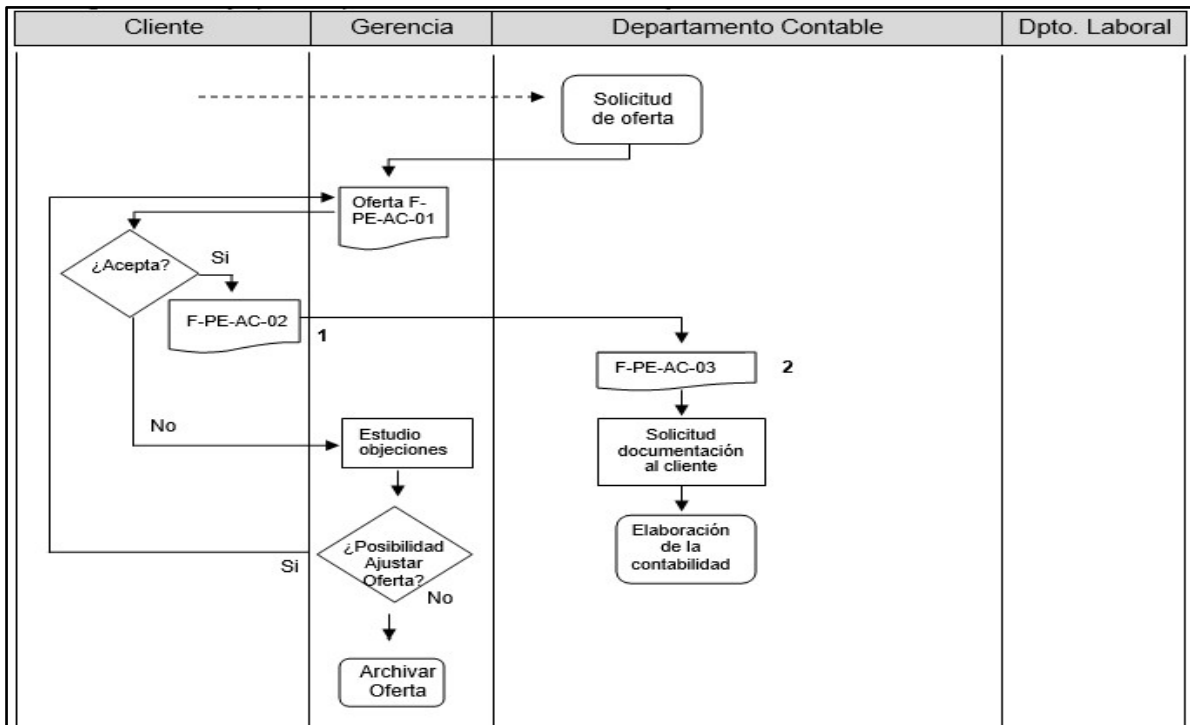 Cliente
Gerencia
Departamento Contable
Dpto. Laboral
Solicitud
de oferta
Oferta F-
PE-AC-01
¿Acepta?
Si
F-PE-AC-02
1
F-PE-AC-03
2
No
Estudio
objeciones
Solicitud
documentación
al cliente
¿Posibilidad
Ajustar
Oferta?
Si
No
Elaboración
de la
contabilidad
Archivar
Oferta